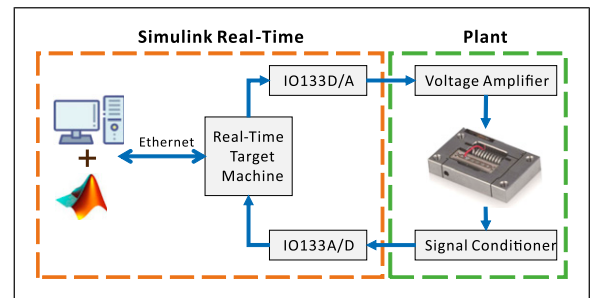 Simulink Real-Time
Plant
IO133D/A
Voltage Amplifier
Ethernet
Real-Time
Target
Machine
IO133A/D
Signal Conditioner